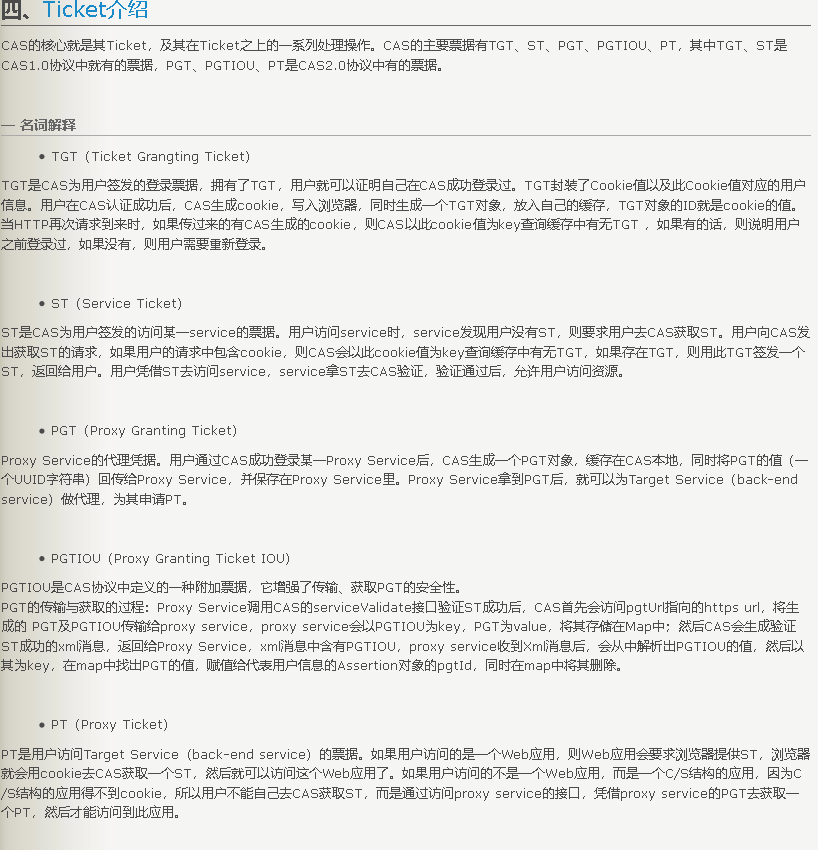 四、Ticket介绍
CAS的核心就是其Ticket，及其在Ticket之上的一系列处理操作。CAS的主要票据有TGT、ST、PGT、PGTIOU、PT，其中TGT、ST是
CAS1.0协议中就有的票据，PGT、PGTIOU、PT是CAS2.0协议中有的票据。
— 名词解释
• TGT（Ticket Grangting Ticket）
TGT是CAS为用户签发的登录票据，拥有了TGT，用户就可以证明自己在CAS成功登录过。TGT封装了Cookie值以及此Cookie值对应的用户
信息。用户在CAS认证成功后，CAS生成cookie，写入浏览器，同时生成一个TGT对象，放入自己的缓存，TGT对象的ID就是cookie的值。
当HTTP再次请求到来时，如果传过来的有CAS生成的cookie，则CAS以此cookie值为key查询缓存中有无TGT ，如果有的话，则说明用户
之前登录过，如果没有，则用户需要重新登录。
• ST（Service Ticket）
ST是CAS为用户签发的访问某一service的票据。用户访问service时，service发现用户没有ST，则要求用户去CAS获取ST。用户向CAS发
出获取ST的请求，如果用户的请求中包含cookie，则CAS会以此cookie值为key查询缓存中有无TGT，如果存在TGT，则用此TGT签发一个
ST，返回给用户。用户凭借ST去访问service，service拿ST去CAS验证，验证通过后，允许用户访问资源。
• PGT（Proxy Granting Ticket）
Proxy Service的代理凭据。用户通过CAS成功登录某一Proxy Service后，CAS生成一个PGT对象，缓存在CAS本地，同时将PGT的值（一
个UUID字符串）回传给Proxy Service，并保存在Proxy Service里。Proxy Service拿到PGT后，就可以为Target Service（back-end
service）做代理，为其申请PT。
• PGTIOU（Proxy Granting Ticket IOU）
PGTIOU是CAS协议中定义的一种附加票据，它增强了传输、获取PGT的安全性。
PGT的传输与获取的过程：Proxy Service调用CAS的serviceValidate接口验证ST成功后，CAS首先会访问pgtUrl指向的https url，将生
成的 PGT及PGTIOU传输给proxy service，proxy service会以PGTIOU为key，PGT为value，将其存储在Map中；然后CAS会生成验证
ST成功的xml消息，返回给Proxy Service，xml消息中含有PGTIOU，proxy service收到Xml消息后，会从中解析出PGTIOU的值，然后以
其为key，在map中找出PGT的值，赋值给代表用户信息的Assertion对象的pgtId，同时在map中将其删除。
• PT（Proxy Ticket）
PT是用户访问Target Service（back-end service）的票据。如果用户访问的是一个Web应用，则Web应用会要求浏览器提供ST，浏览器
就会用cookie去CAS获取一个ST，然后就可以访问这个Web应用了。如果用户访问的不是一个Web应用，而是一个C/S结构的应用，因为C
/S结构的应用得不到cookie，所以用户不能自己去CAS获取ST，而是通过访问proxy service的接口，凭借proxy service的PGT去获取一
个PT，然后才能访问到此应用。